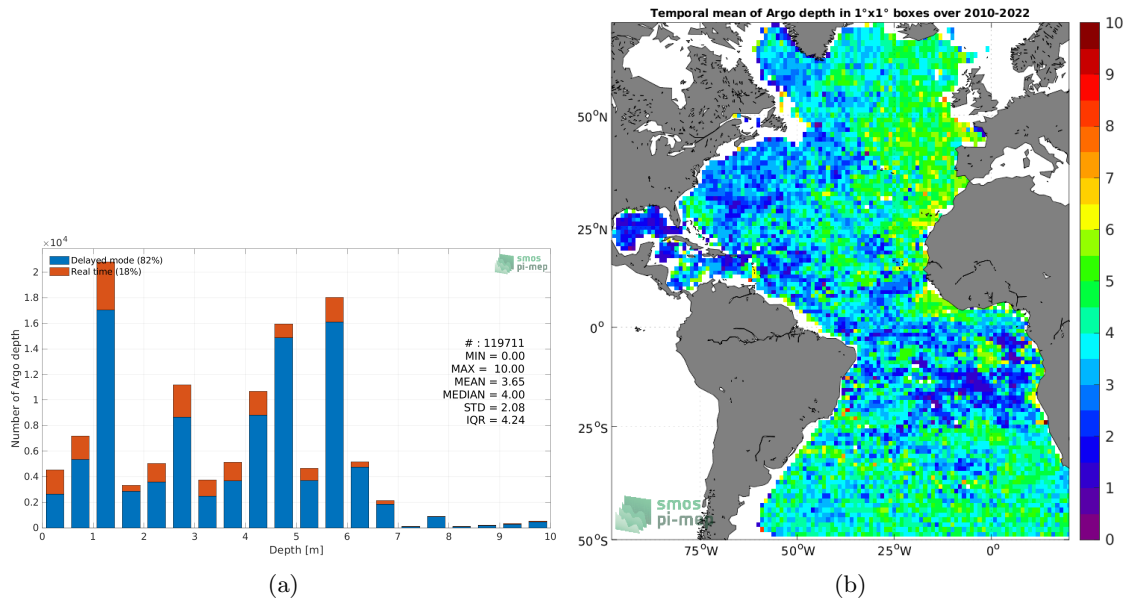 ×10⁴
Delayed mode (82%)
Real time (18%)
smos
pi-mep
Number of Argo depth
2
1.8
1.6
1.4
1.2
1
0.8
0.6
0.4
0.2
0
# : 119711
MIN = 0.00
MAX = 10.00
MEAN = 3.65
MEDIAN = 4.00
STD = 2.08
IQR = 4.24
0 1 2 3 4 5 6 7 8 9 10
Depth [m]
(a)
Temporal mean of Argo depth in 1°x1° boxes over 2010-2022
50°N
25°N
0°
25°S
50°S
75°W 50°W 25°W 0°
smos
pi-mep
10
9
8
7
6
5
4
3
2
1
0
(b)